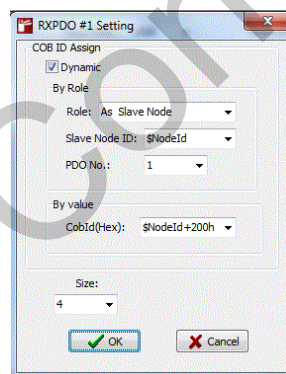 RXPDO #1 Setting
COB ID Assign
Dynamic
By Role
Role: As Slave Node
Slave Node ID: $NodeId
PDO No.: 1
By value
CobId(Hex): $NodeId+200h
Size:
4
OK Cancel